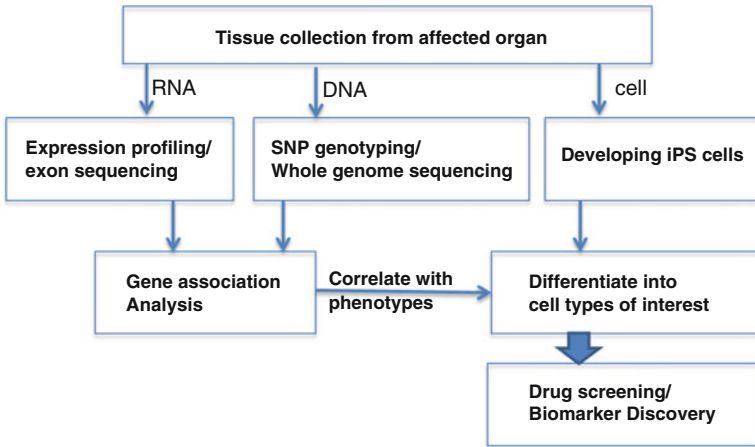 Tissue collection from affected organ
RNA
DNA
cell
Expression profiling/
exon sequencing
SNP genotyping/
Whole genome sequencing
Developing iPS cells
Gene association
Analysis
Correlate with
phenotypes
Differentiate into
cell types of interest
Drug screening/
Biomarker Discovery